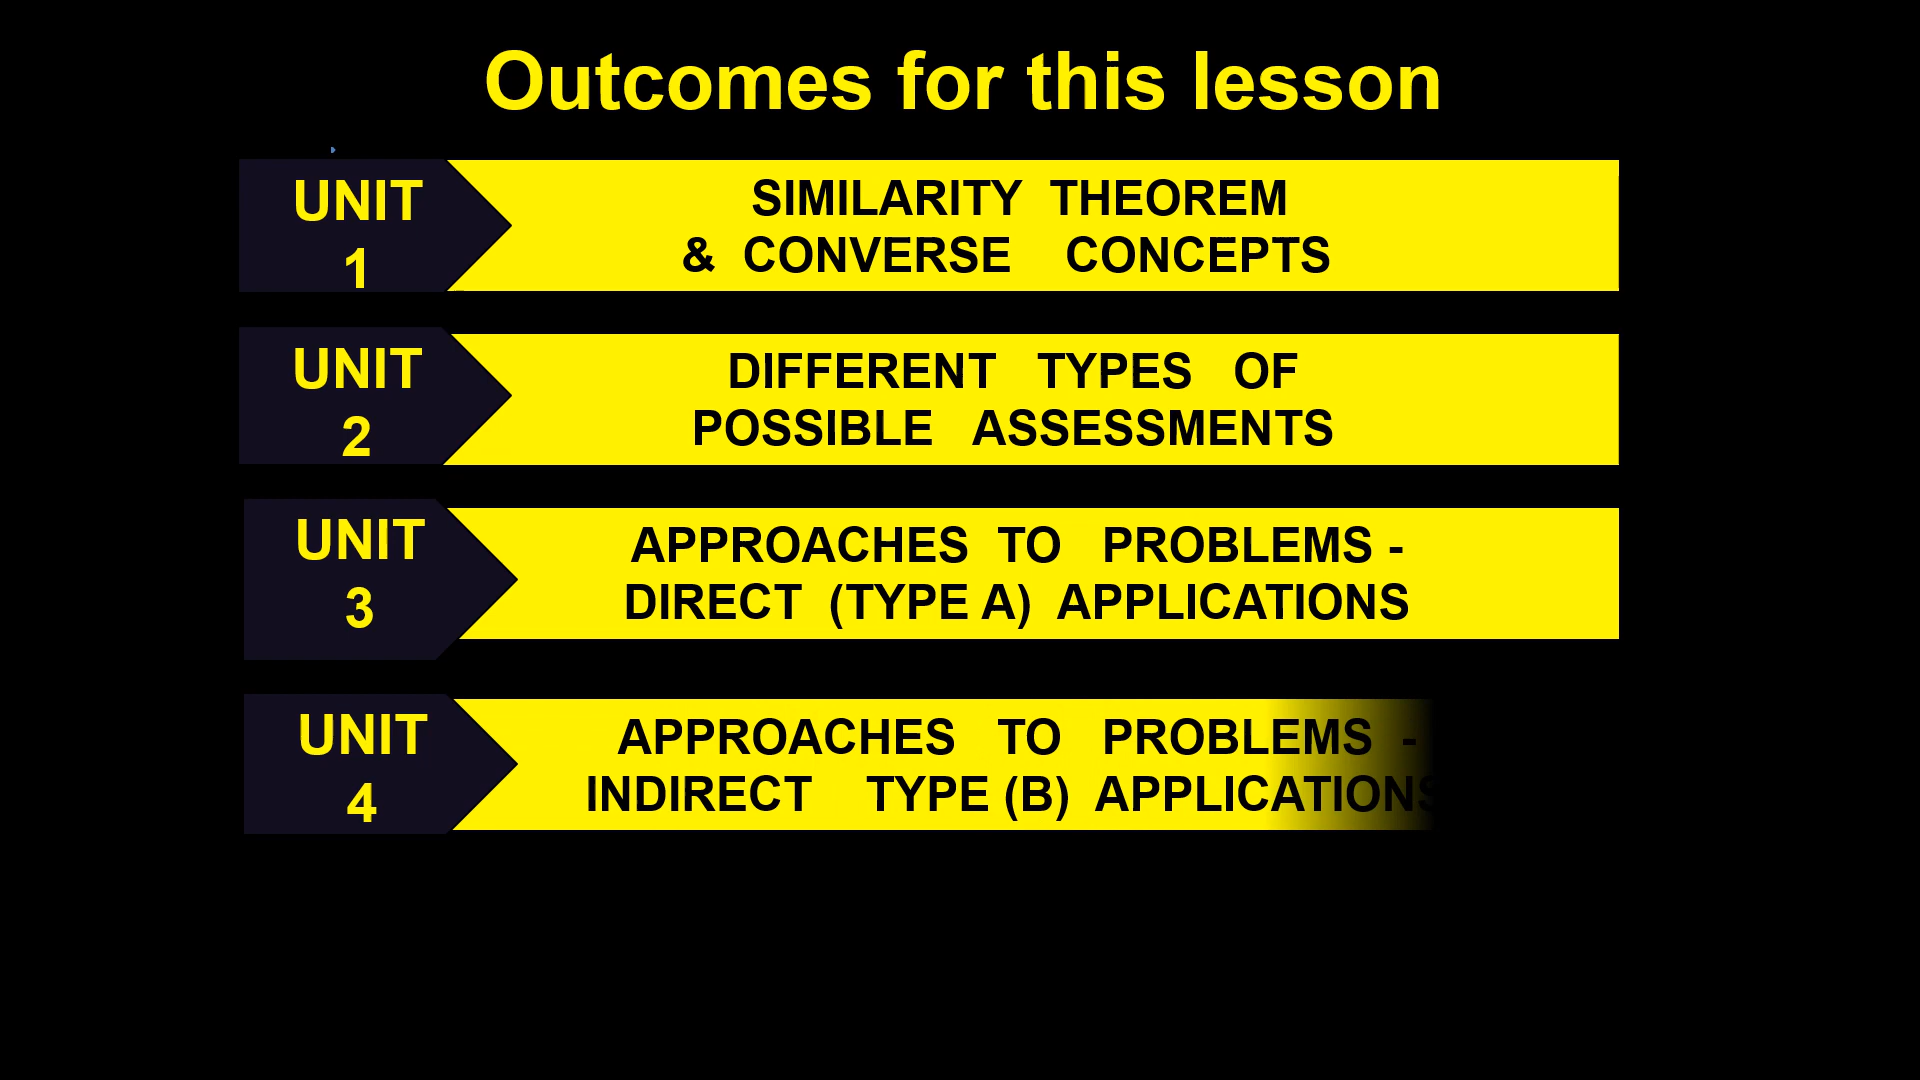 Outcomes for this lesson
UNIT
1
SIMILARITY THEOREM
& CONVERSE CONCEPTS
UNIT
2
DIFFERENT TYPES OF
POSSIBLE ASSESSMENTS
UNIT
3
APPROACHES TO PROBLEMS -
DIRECT (TYPE A) APPLICATIONS
UNIT
4
APPROACHES TO PROBLEMS -
INDIRECT TYPE (B) APPLICATIONS